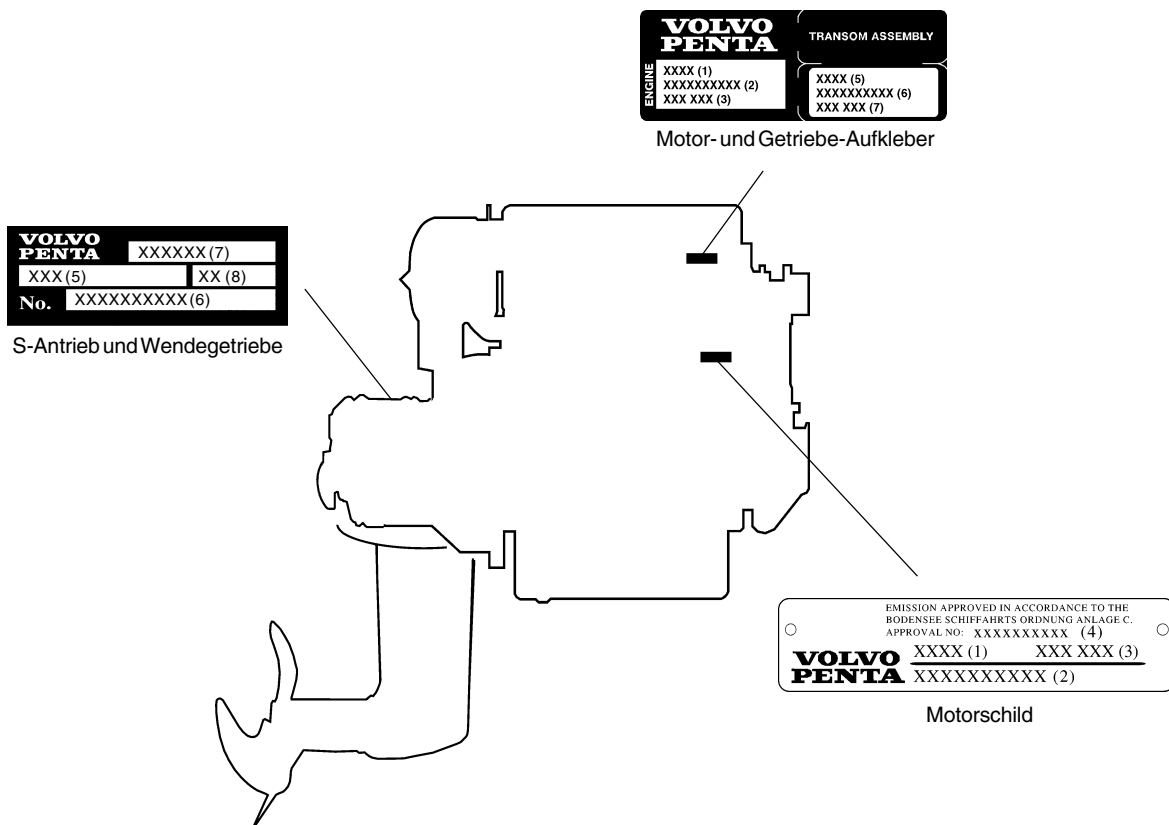 VOLVO
PENTA
TRANSOM ASSEMBLY
ENGINE
XXXX (1)
XXXXXXXXXX (2)
XXX XXX (3)
XXXX (5)
XXXXXXXXXX (6)
XXX XXX (7)
Motor- und Getriebe-Aufkleber
VOLVO
PENTA
XXXXXX (7)
XXX (5)
XX (8)
No.
XXXXXXXXXX (6)
S-Antrieb und Wendegetriebe
EMISSION APPROVED IN ACCORDANCE TO THE
BODENSEE SCHIFFAHRTS ORDNUNG ANLAGE C.
APPROVAL NO: XXXXXXXXXX (4)
VOLVO
PENTA
XXXX (1) XXX XXX (3)
XXXXXXXXXX (2)
Motorschild